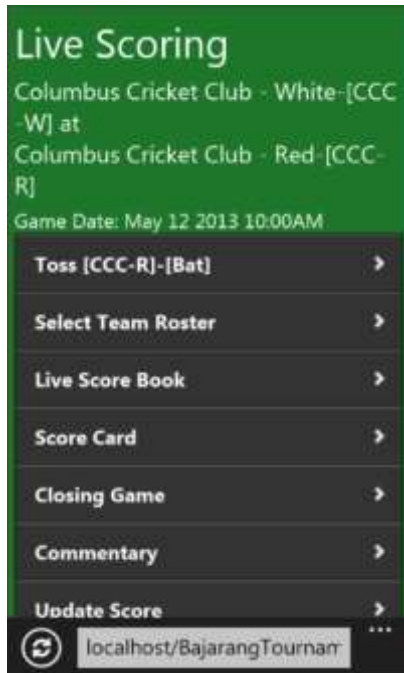 Live Scoring
Columbus Cricket Club - White-[CCC
-W] at
Columbus Cricket Club - Red-[CCC-
R]
Game Date: May 12 2013 10:00AM
Toss [CCC-R]-[Bat]
Select Team Roster
Live Score Book
Score Card
Closing Game
Commentary
Update Score
localhost/BajarangTournam